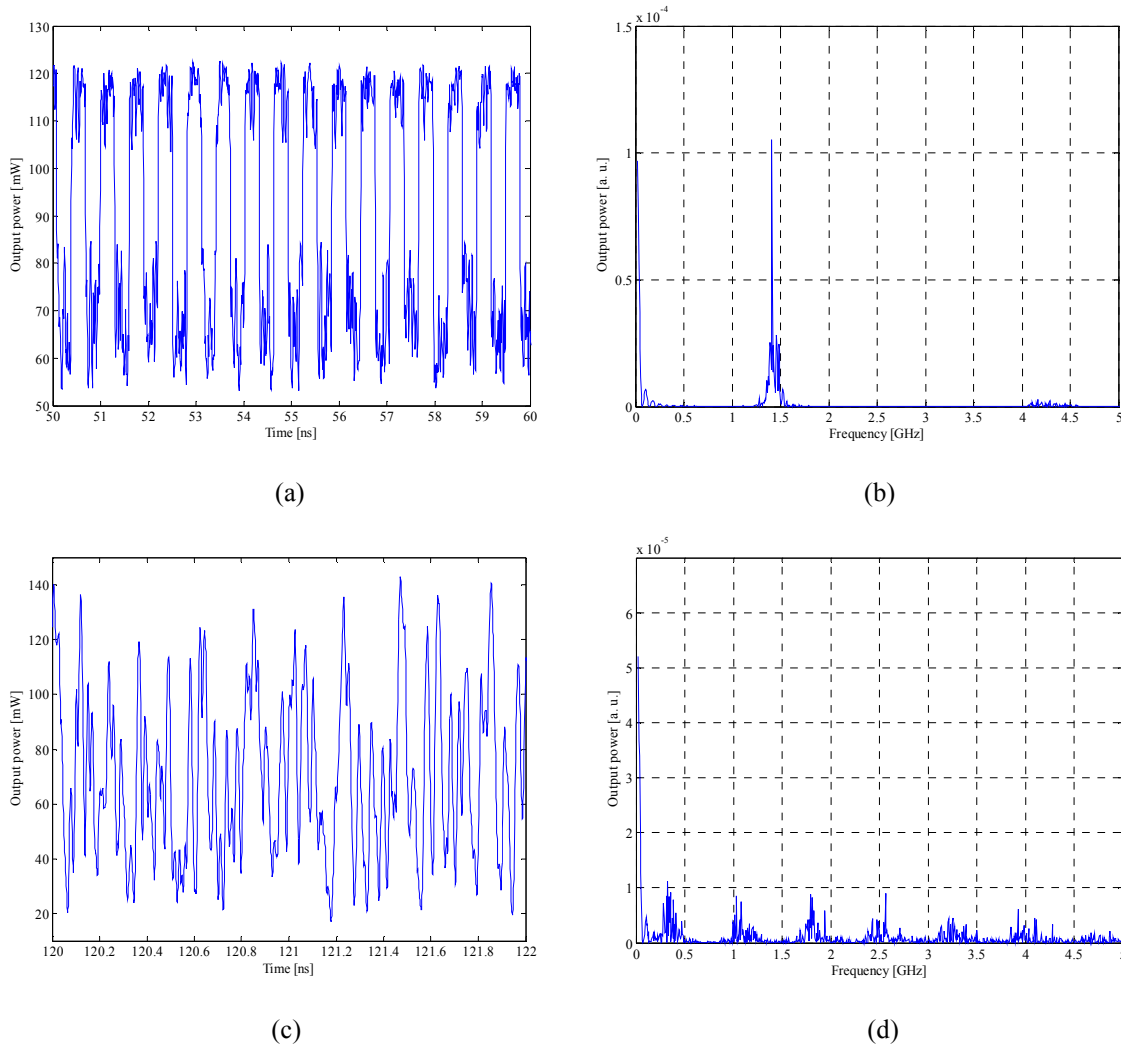 130
120
110
100
90
80
70
60
50
Output power [mW]
50 51 52 53 54 55 56 57 58 59 60
Time [ns]
(a)
x 10-4
1.5
1
0.5
0
Output power [a. u.]
0 0.5 1 1.5 2 2.5 3 3.5 4 4.5 5
Frequency [GHz]
(b)
140
120
100
80
60
40
20
Output power [mW]
120 120.2 120.4 120.6 120.8 121 121.2 121.4 121.6 121.8 122
Time [ns]
(c)
x 10-5
6
5
4
3
2
1
0
Output power [a. u.]
0 0.5 1 1.5 2 2.5 3 3.5 4 4.5
Frequency [GHz]
(d)